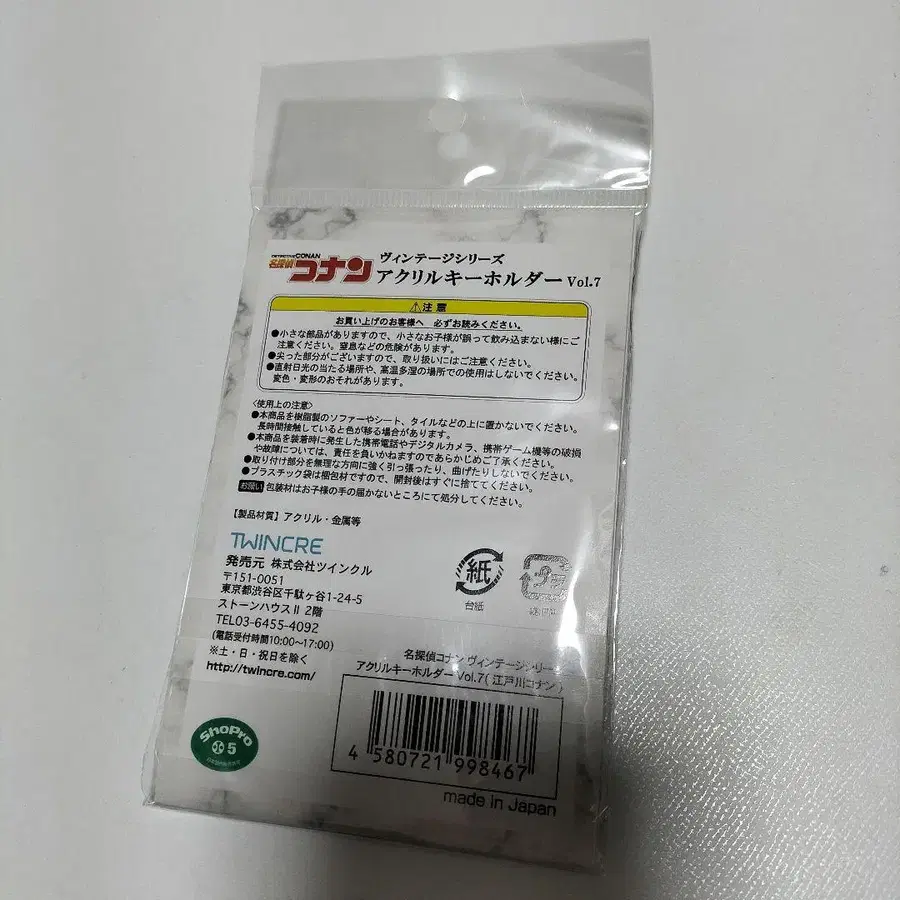 DETECTIVE CONAN
名探偵コナン
ヴィンテージシリーズ
アクリルキーホルダー Vol.7
⚠注意
お買い上げのお客様へ 必ずお読みください。
●小さな部品がありますので、小さなお子様が誤って飲み込まない様にご
注意ください。窒息などの危険があります。
●尖った部分がございますので、取り扱いにはご注意ください。
●直射日光の当たる場所や、高温多湿の場所での使用はしないでください。
変色・変形のおそれがあります。
〈使用上の注意〉
●本商品を樹脂製のソファーやシート、タイルなどの上に置かないでください。
長時間接触していると色が移る場合があります。
●本商品を装着時に発生した携帯電話やデジタルカメラ、携帯ゲーム機等の破損
や故障については、責任を負いかねますのであらかじめご了承ください。
●取り付け部分を無理な方向に強く引っ張ったり、曲げたりしないでください。
●プラスチック袋は梱包材ですので、開封後はすぐに捨ててください。
お願い 包装材はお子様の手の届かないところにて処分してください。
【製品材質】アクリル・金属等
TWINCRE
発売元 株式会社ツインクル
〒151-0051
東京都渋谷区千駄ヶ谷1-24-5
ストーンハウスⅡ 2階
TEL03-6455-4092
(電話受付時間10:00〜17:00)
※土・日・祝日を除く
http://twincre.com/
紙
台紙
名探偵コナン ヴィンテージシリーズ
アクリルキーホルダー Vol.7(江戸川コナン)
4 580721 998467
made in Japan
ShoPro
5